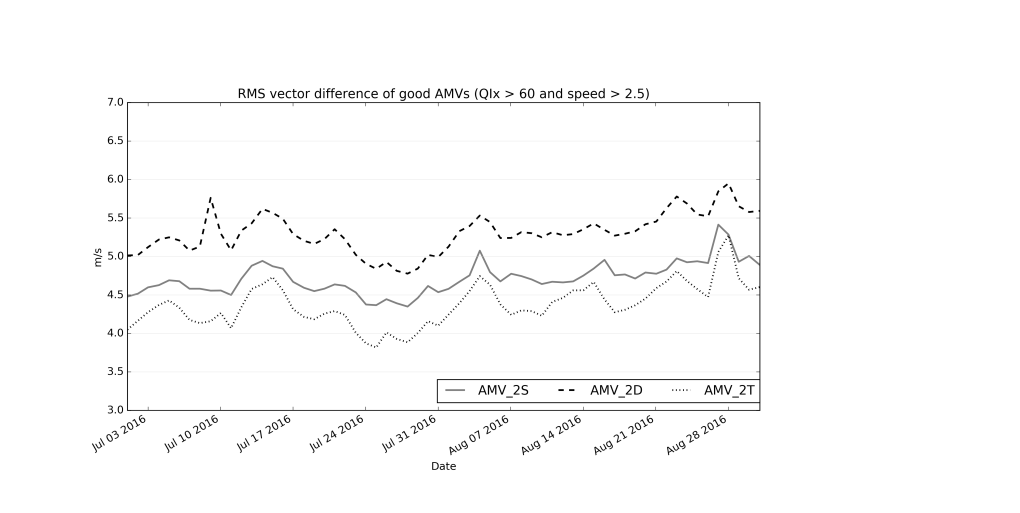 RMS vector difference of good AMVs (QIx > 60 and speed > 2.5)
7.0
6.5
6.0
5.5
5.0
4.5
4.0
3.5
3.0
m/s
AMV_2S AMV_2D AMV_2T
Jul 03 2016 Jul 10 2016 Jul 17 2016 Jul 24 2016 Jul 31 2016 Aug 07 2016 Aug 14 2016 Aug 21 2016 Aug 28 2016
Date